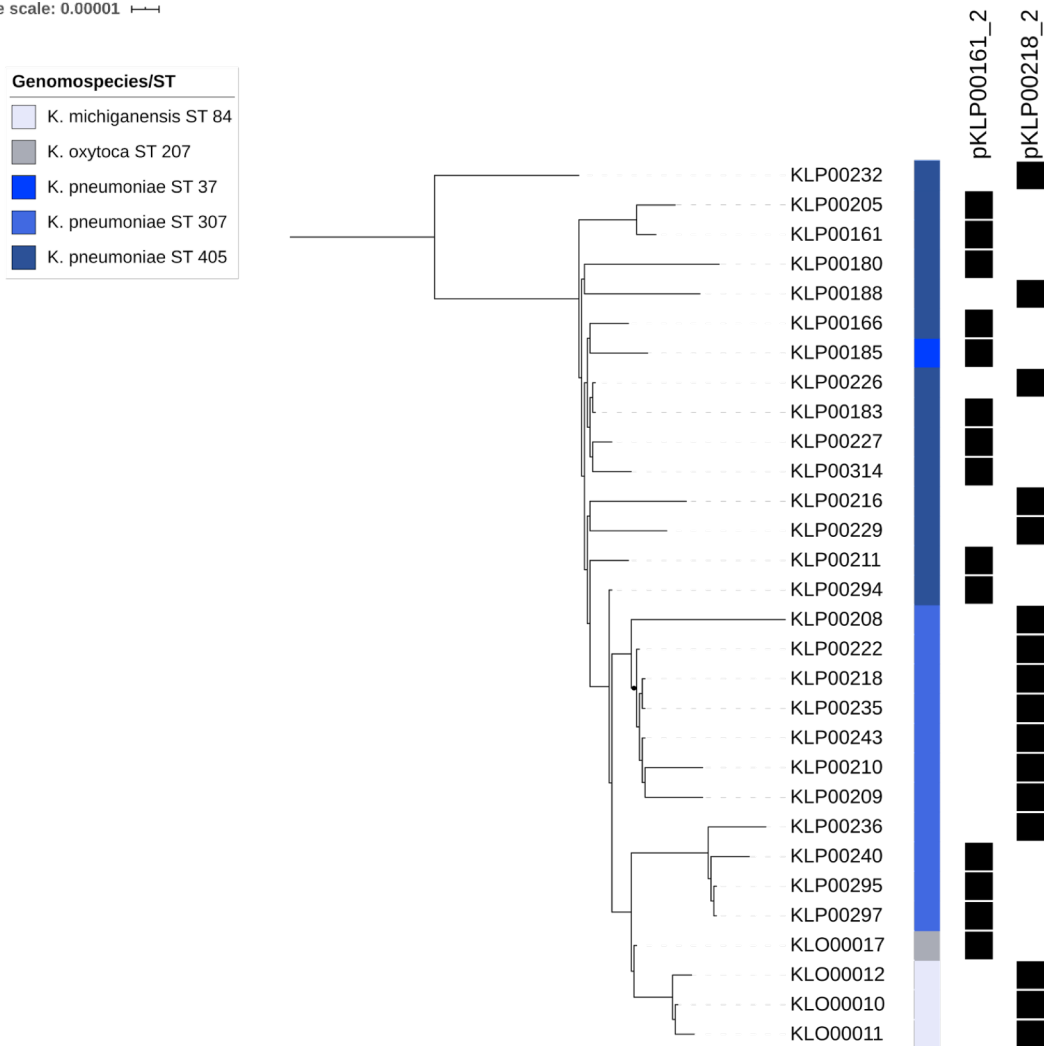 scale: 0.00001
pKLP00161_2
pKLP00218_2
Genomospecies/ST
K. michiganensis ST 84
K. oxytoca ST 207
K. pneumoniae ST 37
K. pneumoniae ST 307
K. pneumoniae ST 405
KLP00232
KLP00205
KLP00161
KLP00180
KLP00188
KLP00166
KLP00185
KLP00226
KLP00183
KLP00227
KLP00314
KLP00216
KLP00229
KLP00211
KLP00294
KLP00208
KLP00222
KLP00218
KLP00235
KLP00243
KLP00210
KLP00209
KLP00236
KLP00240
KLP00295
KLP00297
KLO00017
KLO00012
KLO00010
KLO00011